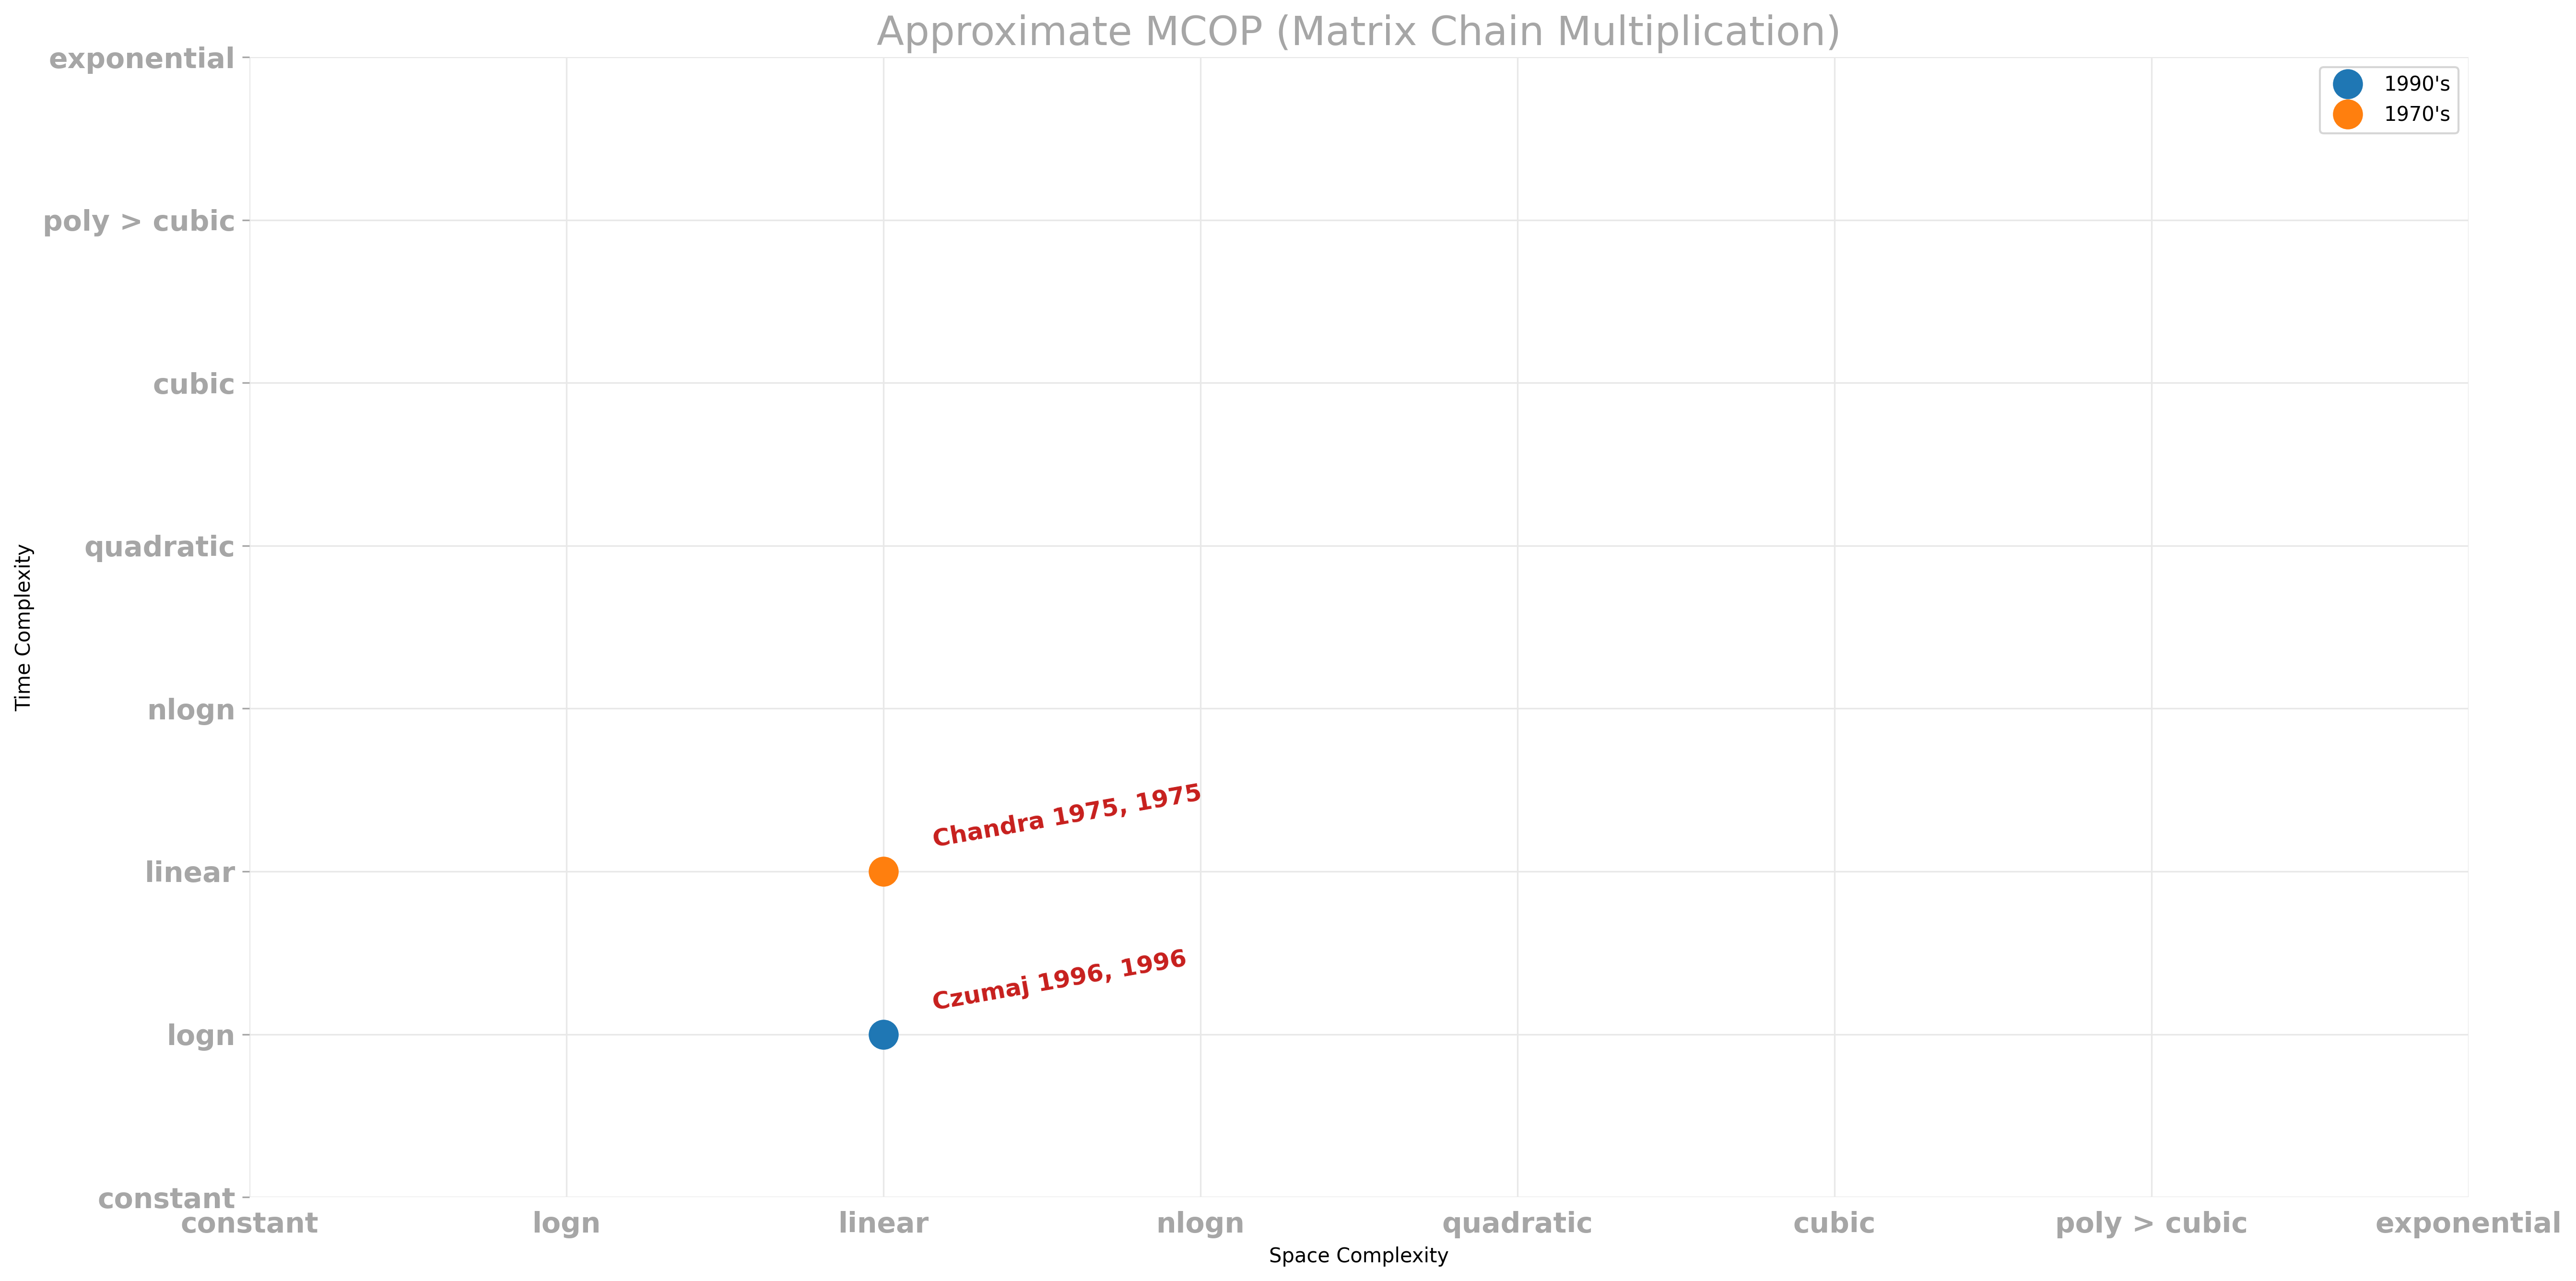 Approximate MCOP (Matrix Chain Multiplication)
1990's
1970's
exponential
poly > cubic
cubic
quadratic
nlogn
linear
logn
constant
Time Complexity
Chandra 1975, 1975
Czumaj 1996, 1996
constant
logn
linear
nlogn
quadratic
cubic
poly > cubic
exponential
Space Complexity